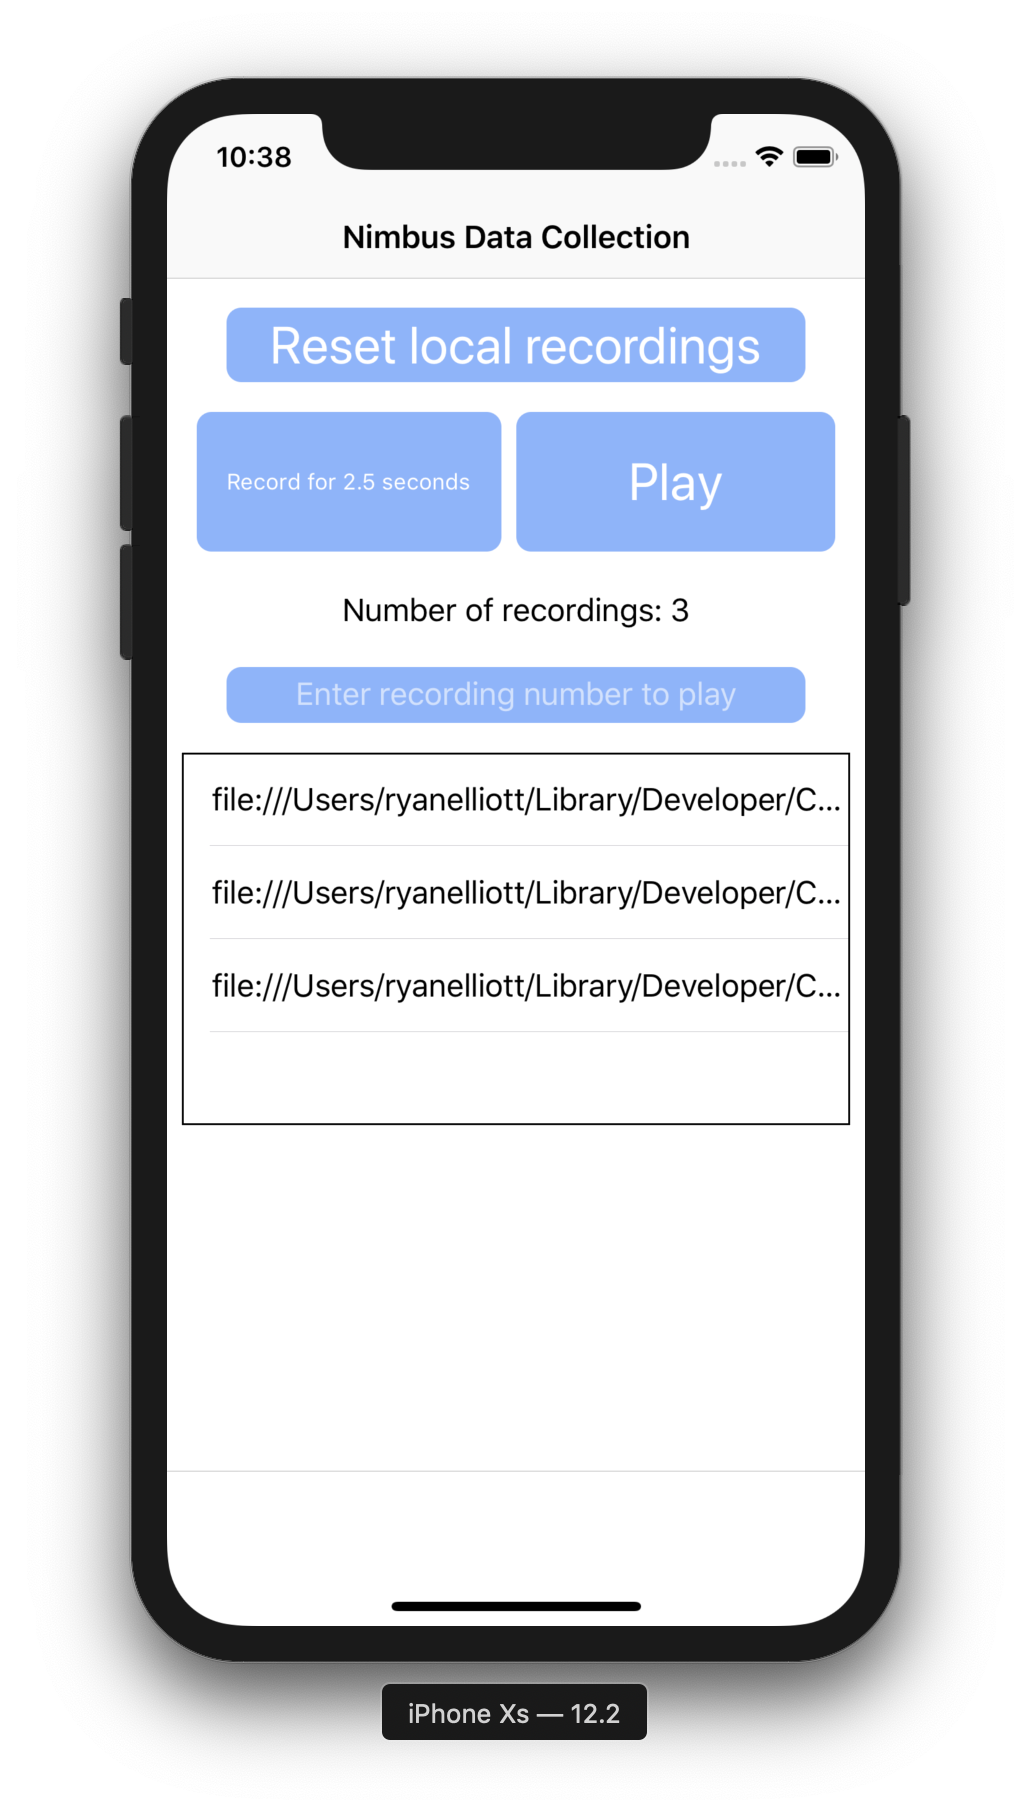 10:38
Nimbus Data Collection
Reset local recordings
Record for 2.5 seconds
Play
Number of recordings: 3
Enter recording number to play
file:///Users/ryanelliott/Library/Developer/C...
file:///Users/ryanelliott/Library/Developer/C...
file:///Users/ryanelliott/Library/Developer/C...
iPhone Xs — 12.2